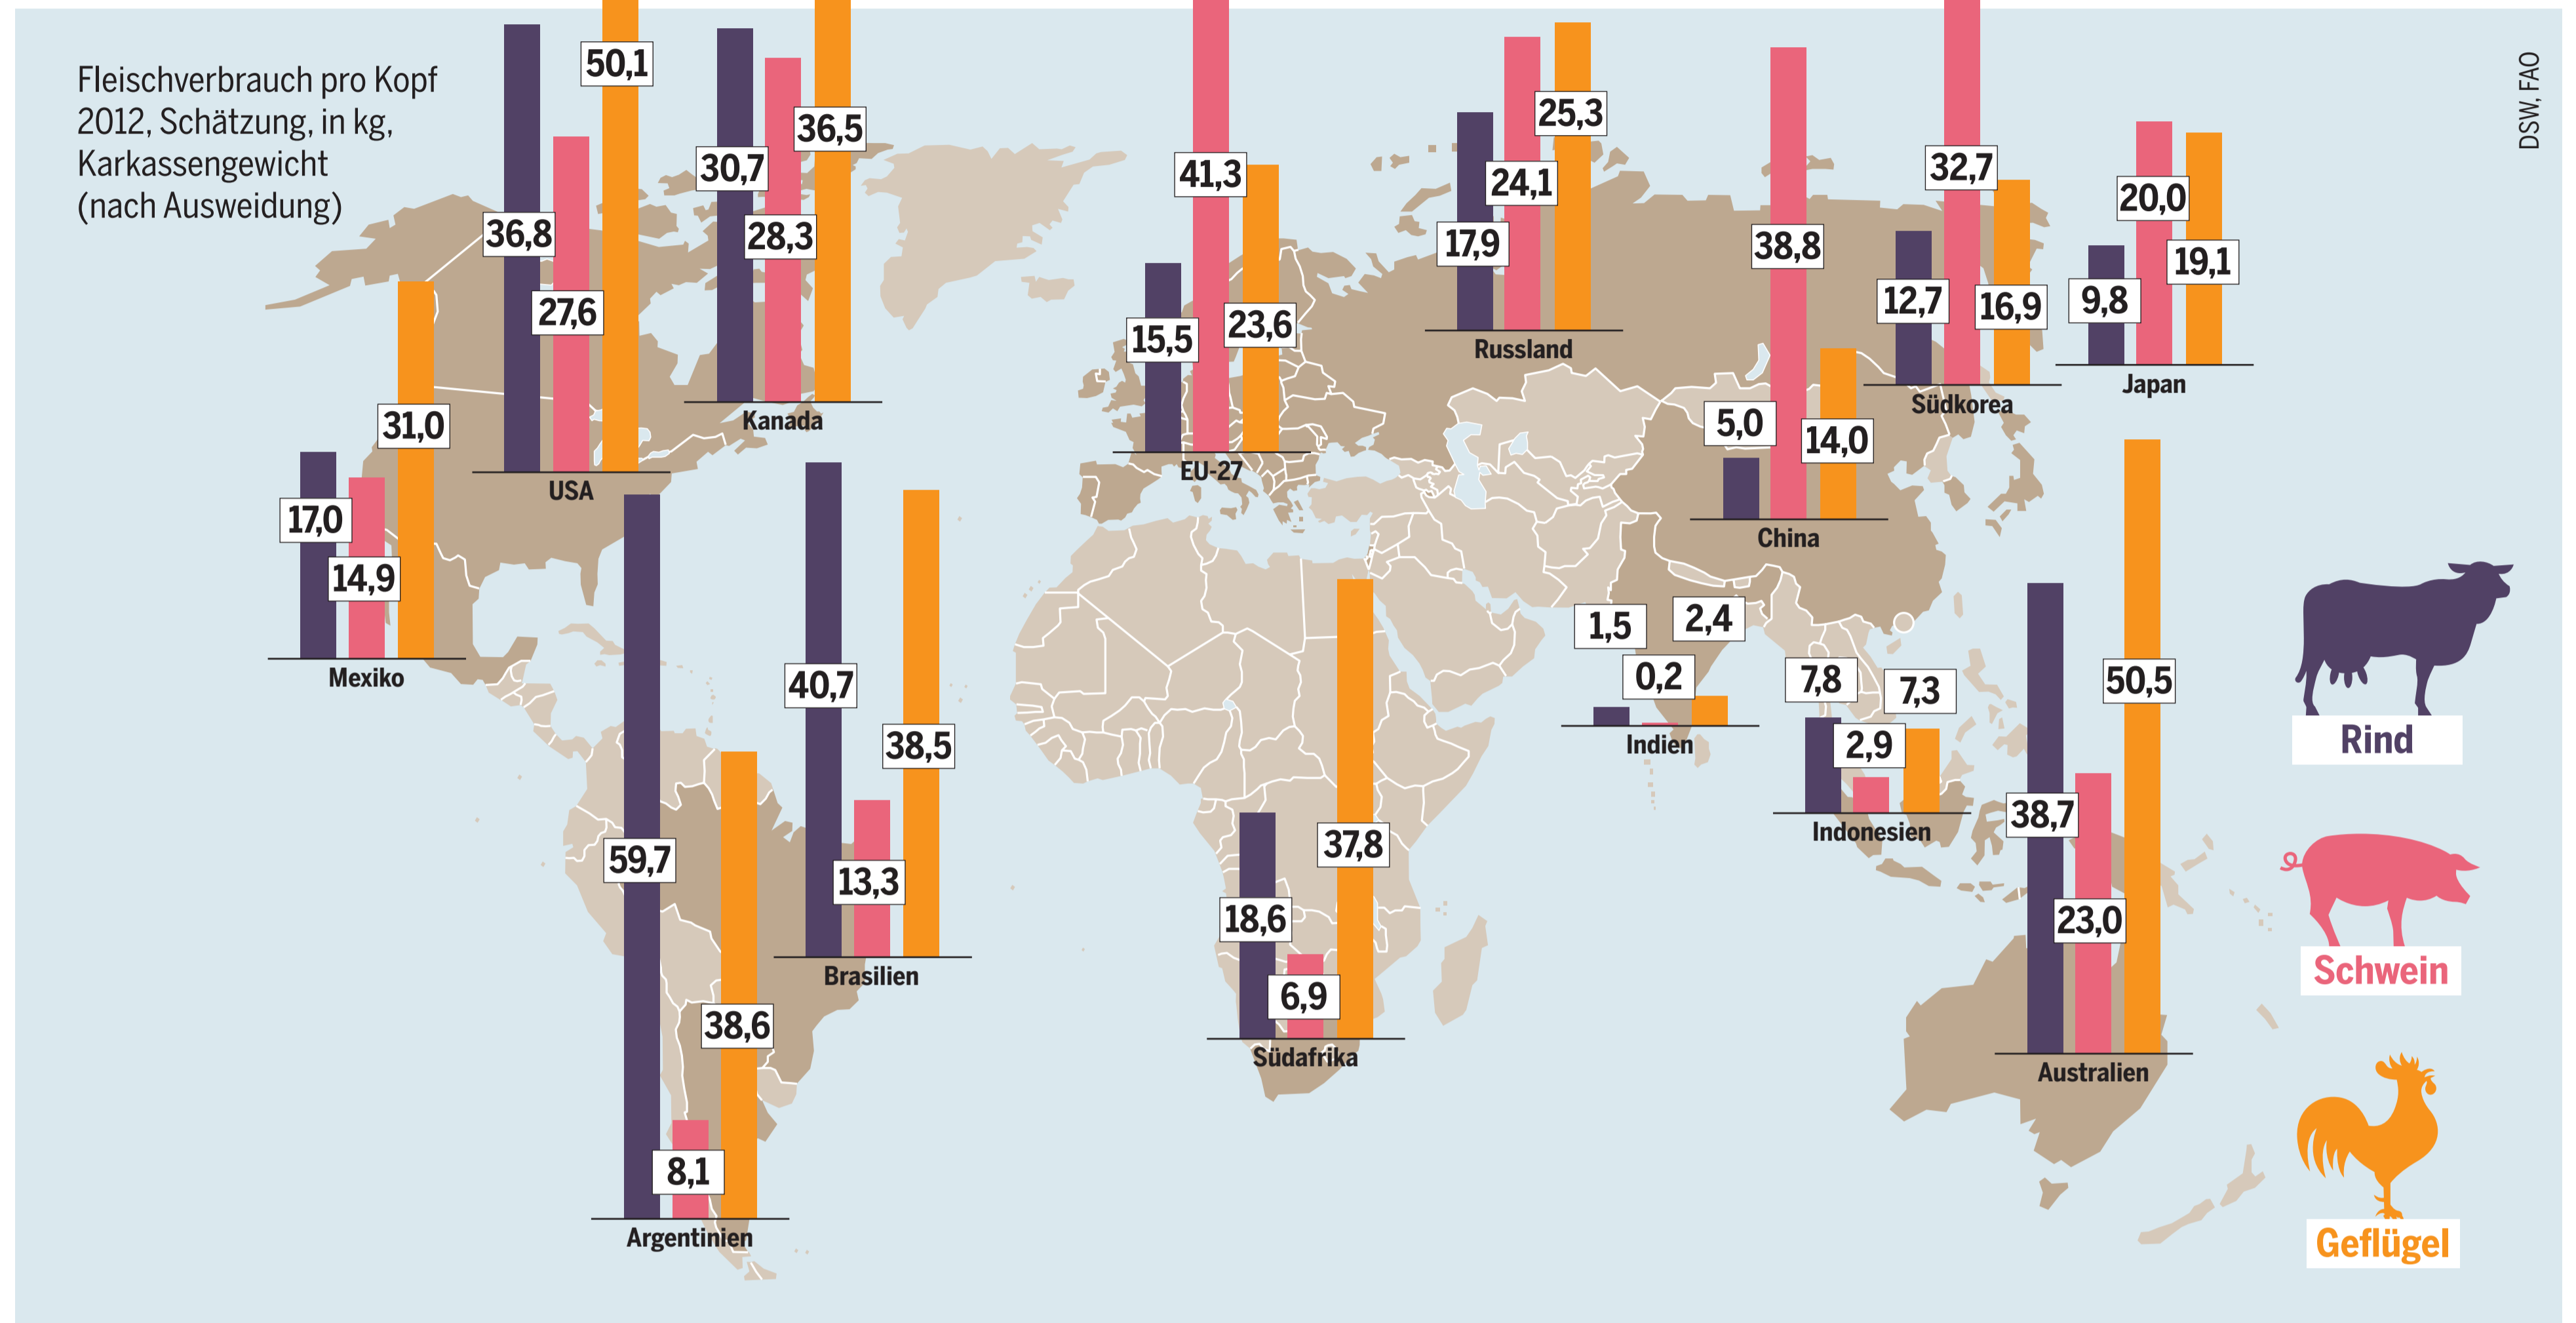 Fleischverbrauch pro Kopf
2012, Schätzung, in kg,
Karkassengewicht
(nach Ausweidung)
DSW, FAO
36,8
27,6
50,1
USA
30,7
28,3
36,5
Kanada
17,0
14,9
31,0
Mexiko
59,7
8,1
38,6
Argentinien
40,7
13,3
38,5
Brasilien
15,5
41,3
23,6
EU-27
17,9
24,1
25,3
Russland
18,6
6,9
37,8
Südafrika
5,0
38,8
14,0
China
12,7
32,7
16,9
Südkorea
9,8
20,0
19,1
Japan
1,5
0,2
2,4
Indien
7,8
2,9
7,3
Indonesien
38,7
23,0
50,5
Australien
Rind
Schwein
Geflügel